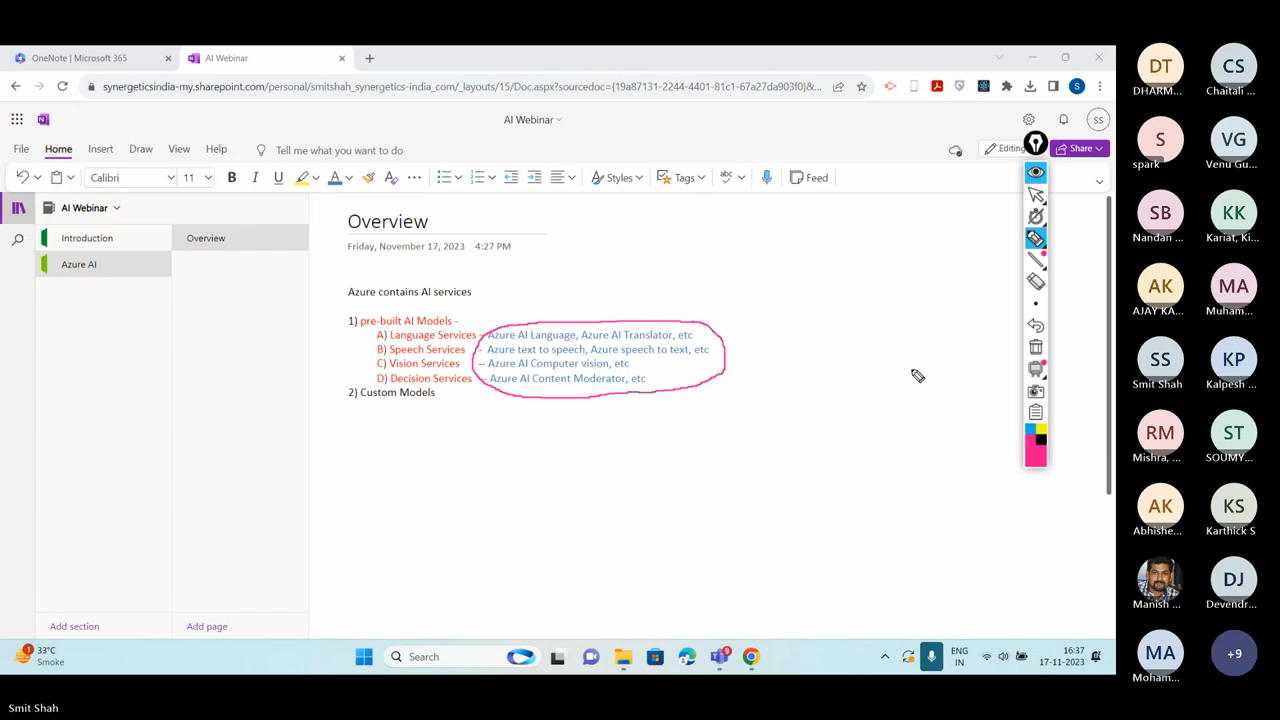 OneNote | Microsoft 365
AI Webinar
synergeticsindia-my.sharepoint.com/personal/smitshah_synergetics-india_com/_layouts/15/Doc.aspx?sourcedoc={19a87131-2244-4401-81c1-67a27da903f0}&...
S
AI Webinar
SS
File Home Insert Draw View Help Tell me what you want to do Editing Share
Calibri 11 B I U A A Styles Tags abc Feed
AI Webinar
Introduction
Azure AI
Overview
Add section
Add page
Overview
Friday, November 17, 2023 4:27 PM
Azure contains AI services
1) pre-built AI Models -
A) Language Services -- Azure AI Language, Azure AI Translator, etc
B) Speech Services - Azure text to speech, Azure speech to text, etc
C) Vision Services -- Azure AI Computer vision, etc
D) Decision Services -- Azure AI Content Moderator, etc
2) Custom Models
1
33°C
Smoke
Search
9
ENG
IN
16:37
17-11-2023
DT
DHARM...
CS
Chaitali ...
S
spark
VG
Venu Gu...
SB
Nandan ...
KK
Kariat, Ki...
AK
AJAY KA...
MA
Muham...
SS
Smit Shah
KP
Kalpesh ...
RM
Mishra, ...
ST
SOUMY...
AK
Abhishe...
KS
Karthick S
Manish ...
DJ
Devendr...
MA
Moham...
+9
Smit Shah